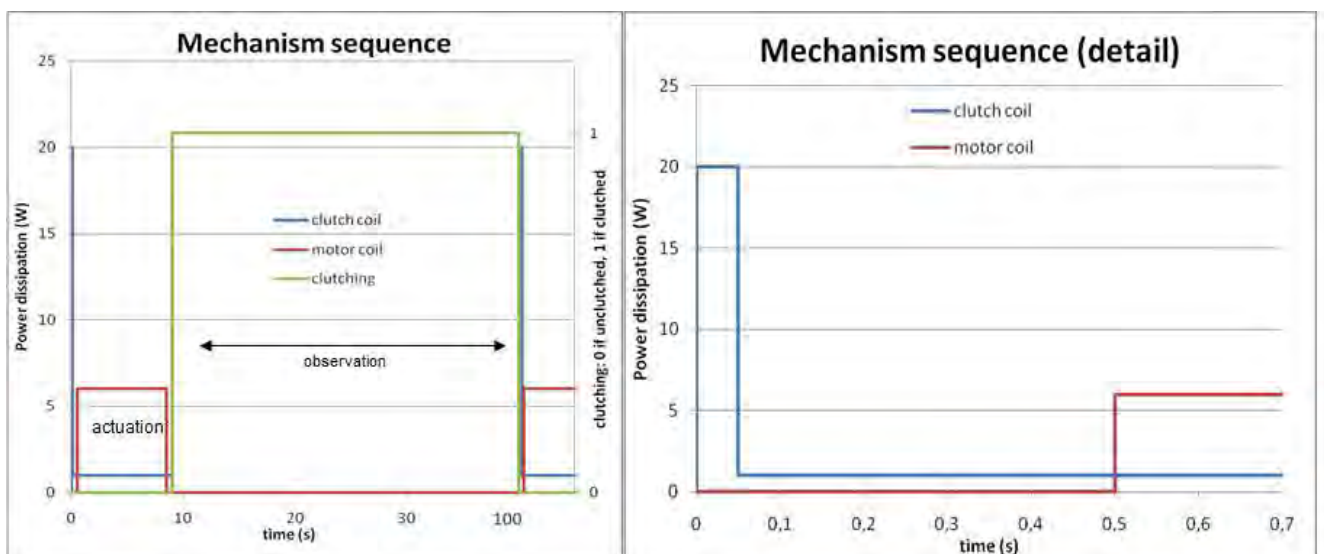 Mechanism sequence
25
20
15
10
5
0
Power dissipation (W)
clutch coil
motor coil
clutching
observation
actuation
1
0
clutching: 0 if unclutched, 1 if clutched
0 10 20 30 100
time (s)
Mechanism sequence (detail)
25
20
15
10
5
0
Power dissipation (W)
clutch coil
motor coil
0 0,1 0,2 0,3 0,4 0,5 0,6 0,7
time (s)